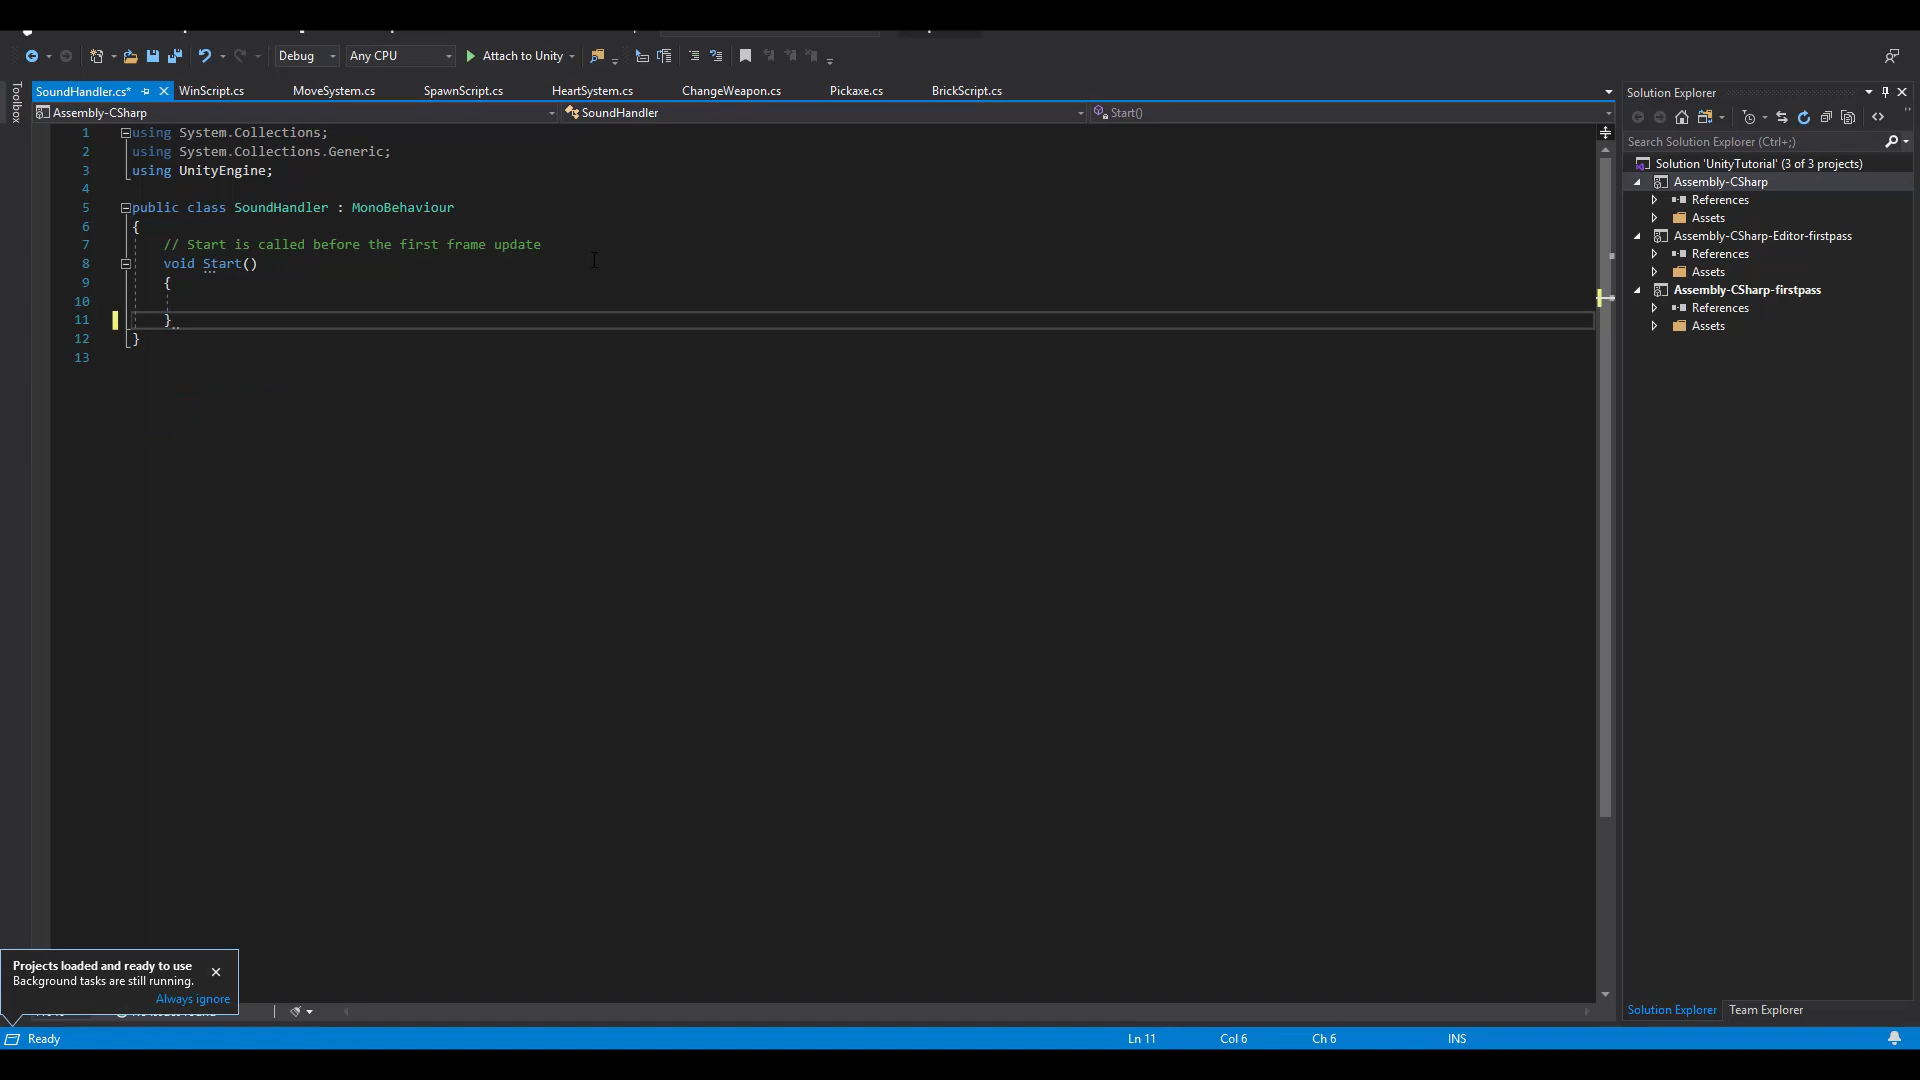 Debug Any CPU Attach to Unity
Toolbox
SoundHandler.cs* WinScript.cs MoveSystem.cs SpawnScript.cs HeartSystem.cs ChangeWeapon.cs Pickaxe.cs BrickScript.cs
Assembly-CSharp SoundHandler Start()
1 using System.Collections;
2 using System.Collections.Generic;
3 using UnityEngine;
4
5 public class SoundHandler : MonoBehaviour
6 {
7 // Start is called before the first frame update
8 void Start()
9 {
10
11 }
12 }
13
Solution Explorer
Search Solution Explorer (Ctrl+;)
Solution 'UnityTutorial' (3 of 3 projects)
Assembly-CSharp
References
Assets
Assembly-CSharp-Editor-firstpass
References
Assets
Assembly-CSharp-firstpass
References
Assets
Solution Explorer Team Explorer
Projects loaded and ready to use
Background tasks are still running.
Always ignore
Ready Ln 11 Col 6 Ch 6 INS